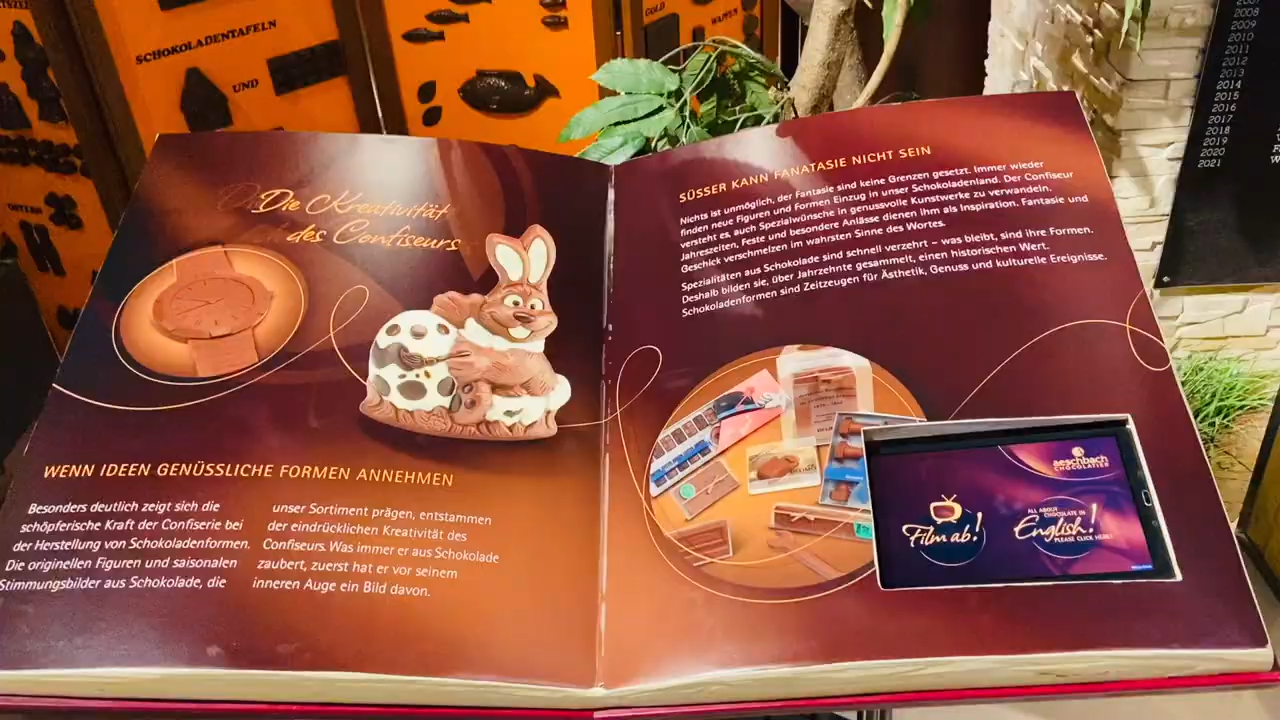 SCHOKOLADENTAFELN
UND
GOLD
WAFFEN
OSTERN
2008
2009
2010
2011
2012
2013
2014
2015
2016
2017
2018
2019
2020
2021
Die Kreativität
des Confiseurs
WENN IDEEN GENÜSSLICHE FORMEN ANNEHMEN
Besonders deutlich zeigt sich die
schöpferische Kraft der Confiserie bei
der Herstellung von Schokoladenformen.
Die originellen Figuren und saisonalen
Stimmungsbilder aus Schokolade, die
unser Sortiment prägen, entstammen
der eindrücklichen Kreativität des
Confiseurs. Was immer er aus Schokolade
zaubert, zuerst hat er vor seinem
inneren Auge ein Bild davon.
SÜSSER KANN FANATASIE NICHT SEIN
Nichts ist unmöglich, der Fantasie sind keine Grenzen gesetzt. Immer wieder
finden neue Figuren und Formen Einzug in unser Schokoladenland. Der Confiseur
versteht es, auch Spezialwünsche in genussvolle Kunstwerke zu verwandeln.
Jahreszeiten, Feste und besondere Anlässe dienen ihm als Inspiration. Fantasie und
Geschick verschmelzen im wahrsten Sinne des Wortes.
Spezialitäten aus Schokolade sind schnell verzehrt – was bleibt, sind ihre Formen.
Deshalb bilden sie, über Jahrzehnte gesammelt, einen historischen Wert.
Schokoladenformen sind Zeitzeugen für Ästhetik, Genuss und kulturelle Ereignisse.
aeschbach
CHOCOLATIER
Film ab!
ALL ABOUT
CHOCOLATE IN
English!
PLEASE CLICK HERE!